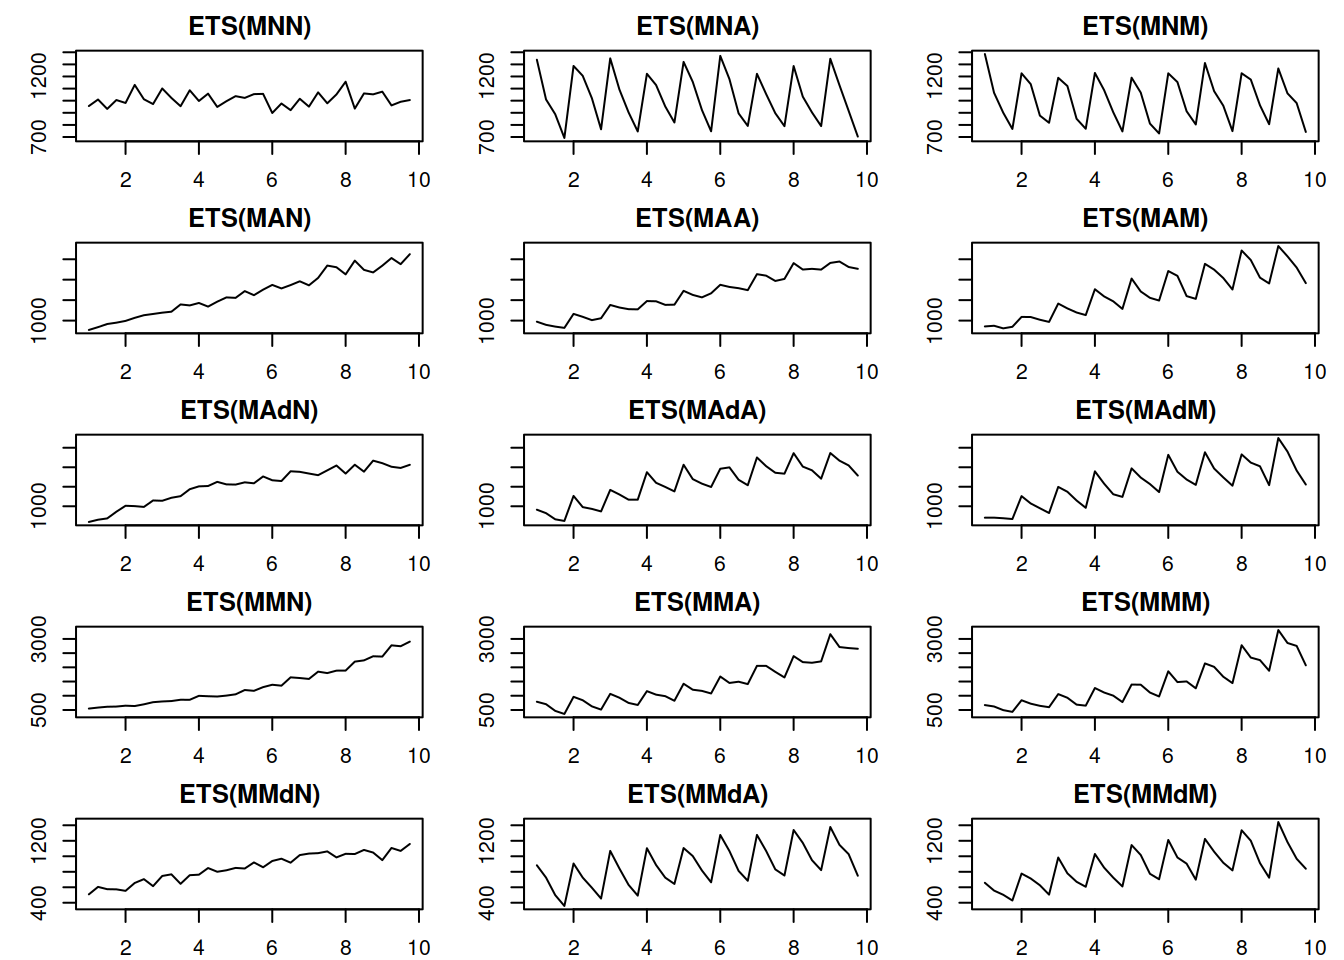 ETS(MNN) ETS(MNA) ETS(MNM)
1200 1200 1200
700 700 700
2 4 6 8 10 2 4 6 8 10 2 4 6 8 10
ETS(MAN) ETS(MAA) ETS(MAM)
1000 1000 1000
2 4 6 8 10 2 4 6 8 10 2 4 6 8 10
ETS(MAdN) ETS(MAdA) ETS(MAdM)
1000 1000 1000
2 4 6 8 10 2 4 6 8 10 2 4 6 8 10
ETS(MMN) ETS(MMA) ETS(MMM)
3000 3000 3000
500 500 500
2 4 6 8 10 2 4 6 8 10 2 4 6 8 10
ETS(MMdN) ETS(MMdA) ETS(MMdM)
1200 1200 1200
400 400 400
2 4 6 8 10 2 4 6 8 10 2 4 6 8 10